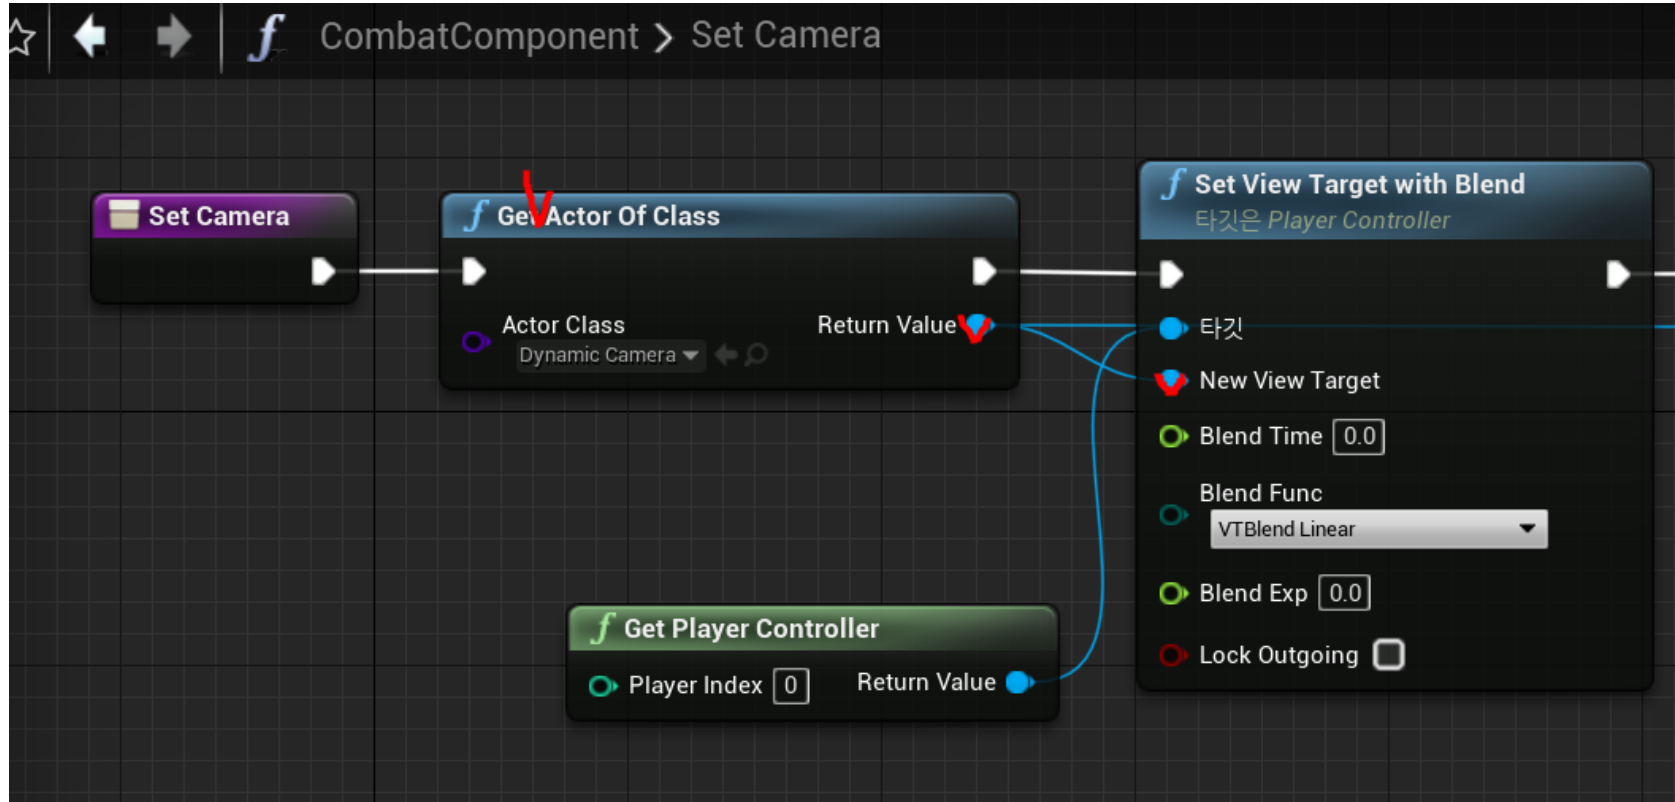 CombatComponent > Set Camera
Set Camera
Get Actor Of Class
Actor Class
Dynamic Camera
Return Value
Set View Target with Blend
타깃은 Player Controller
타깃
New View Target
Blend Time 0.0
Blend Func
VTBlend Linear
Blend Exp 0.0
Lock Outgoing
Get Player Controller
Player Index 0
Return Value